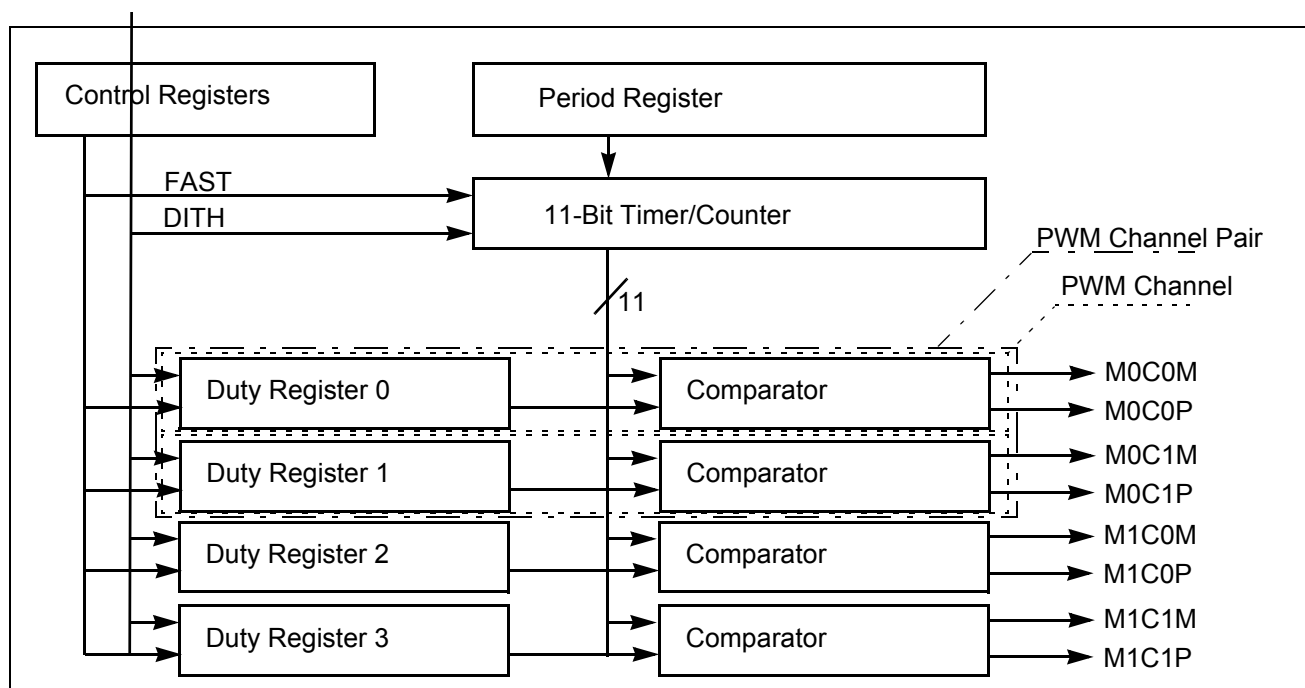 Control Registers
Period Register
FAST
DITH
11-Bit Timer/Counter
PWM Channel Pair
PWM Channel
11
Duty Register 0
Comparator
M0C0M
M0C0P
Duty Register 1
Comparator
M0C1M
M0C1P
Duty Register 2
Comparator
M1C0M
M1C0P
Duty Register 3
Comparator
M1C1M
M1C1P